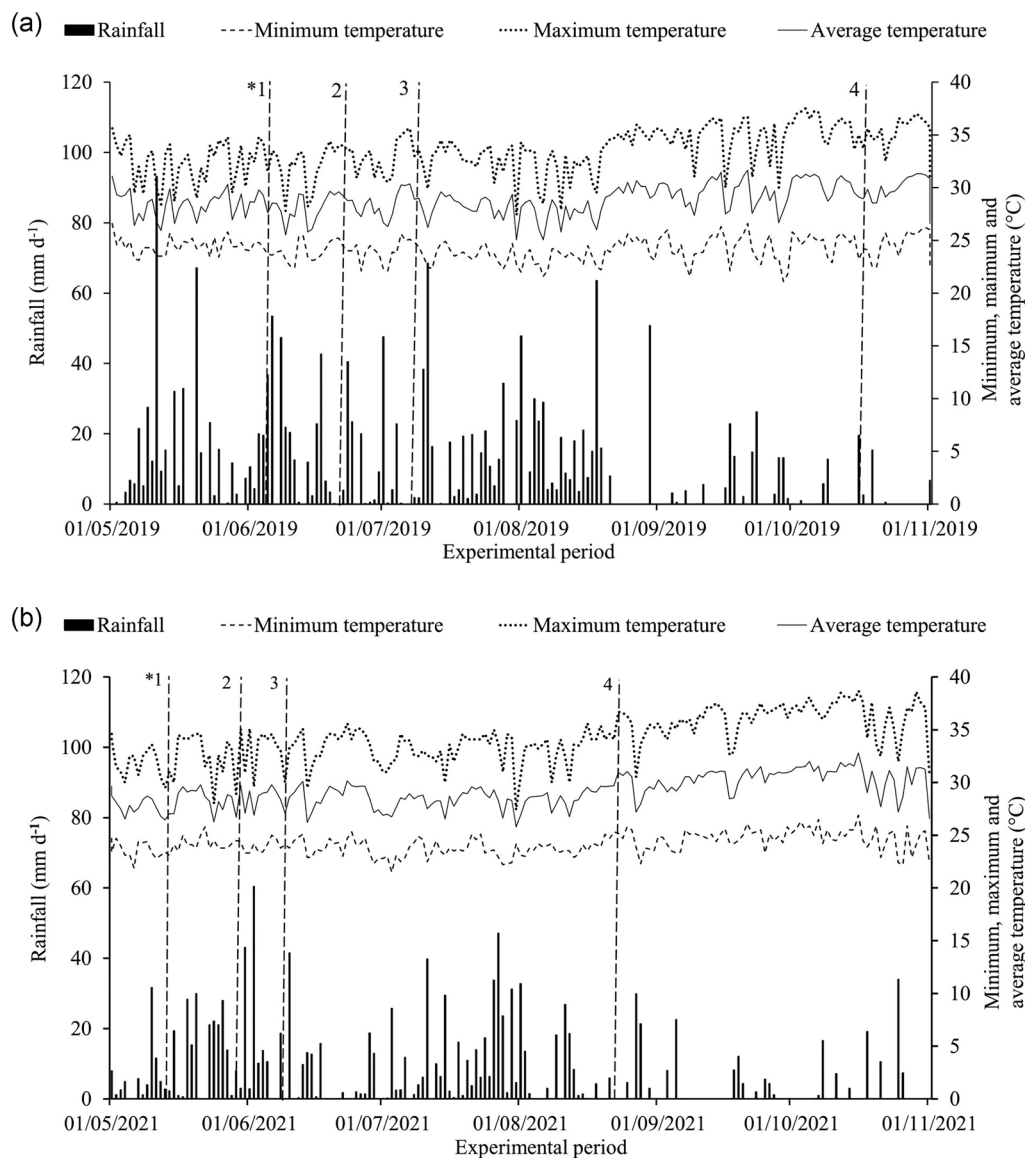 (a)
Rainfall Minimum temperature Maximum temperature Average temperature
120 100 80 60 40 20 0
Rainfall (mm d-1)
*1 2 3 4
40 35 30 25 20 15 10 5 0
Minimum, maimum and
average temperature (°C)
01/05/2019 01/06/2019 01/07/2019 01/08/2019 01/09/2019 01/10/2019 01/11/2019
Experimental period
(b)
Rainfall Minimum temperature Maximum temperature Average temperature
120 100 80 60 40 20 0
Rainfall (mm d-1)
*1 2 3 4
40 35 30 25 20 15 10 5 0
Minimum, maximum and
average temperature (°C)
01/05/2021 01/06/2021 01/07/2021 01/08/2021 01/09/2021 01/10/2021 01/11/2021
Experimental period